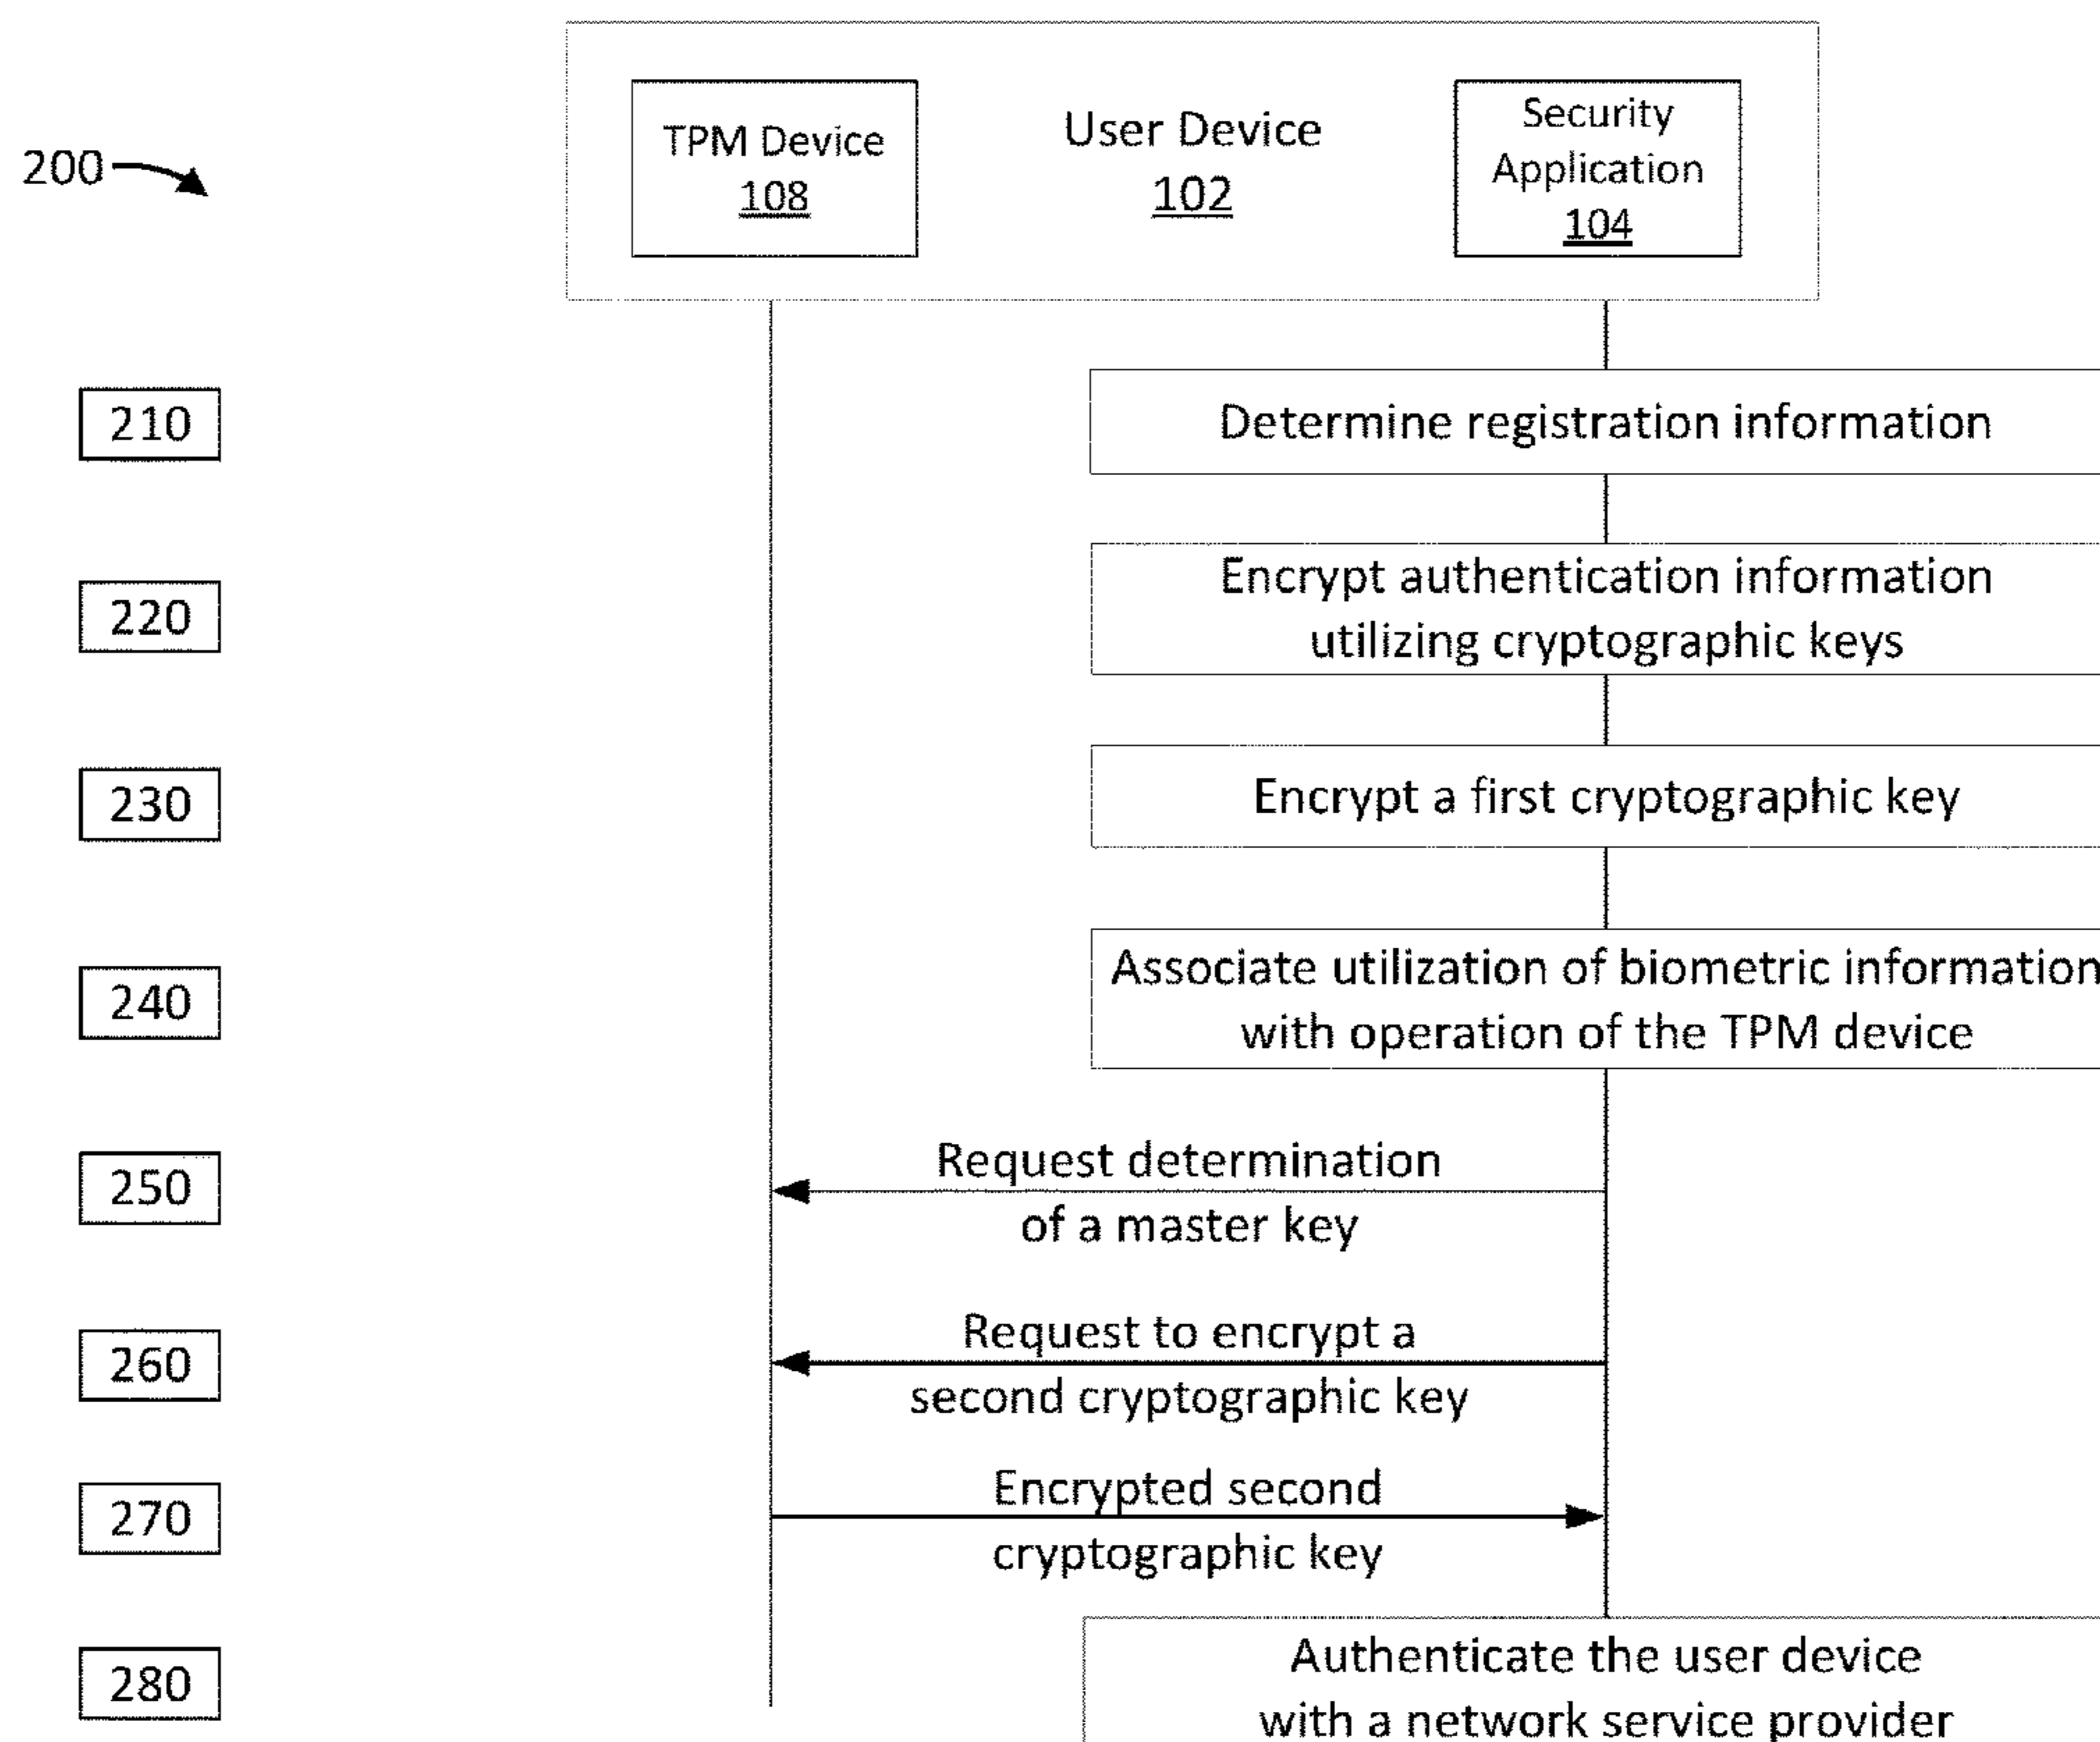 200
TPM Device
108
User Device
102
Security
Application
104
210
Determine registration information
220
Encrypt authentication information
utilizing cryptographic keys
230
Encrypt a first cryptographic key
240
Associate utilization of biometric information
with operation of the TPM device
250
Request determination
of a master key
260
Request to encrypt a
second cryptographic key
270
Encrypted second
cryptographic key
280
Authenticate the user device
with a network service provider